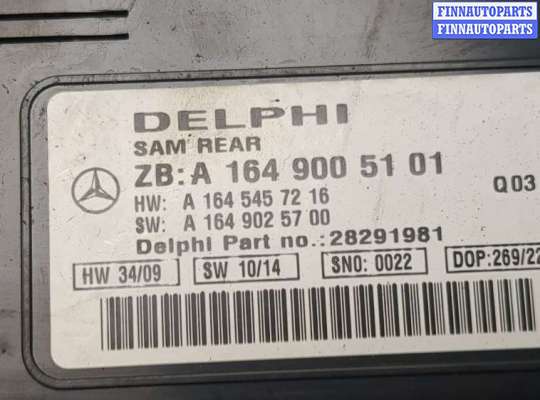 FINNAUTOPARTS
FINNAUTOPARTS
DELPHI
SAM REAR
ZB: A 164 900 51 01
Q03
HW: A 164 545 72 16
SW: A 164 902 57 00
Delphi Part no.:28291981
HW 34/09 SW 10/14 SNO: 0022 DOP:269/22